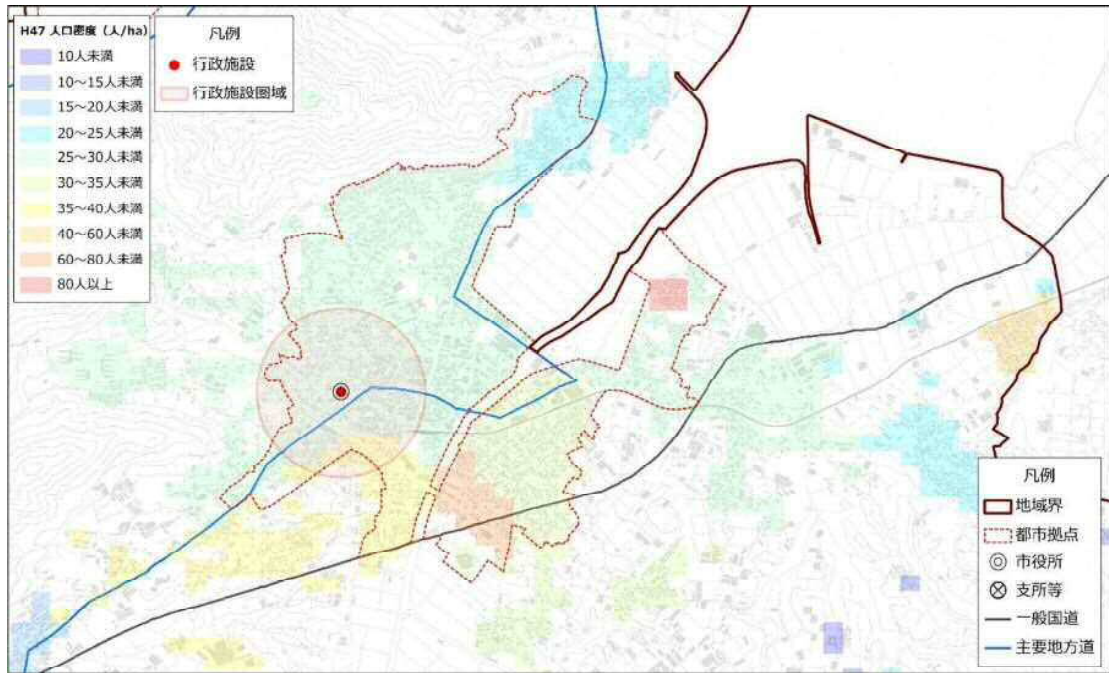 H47 人口密度（人/ha）
10人未満
10～15人未満
15～20人未満
20～25人未満
25～30人未満
30～35人未満
35～40人未満
40～60人未満
60～80人未満
80人以上
凡例
行政施設
行政施設圏域
凡例
地域界
都市拠点
市役所
支所等
一般国道
主要地方道